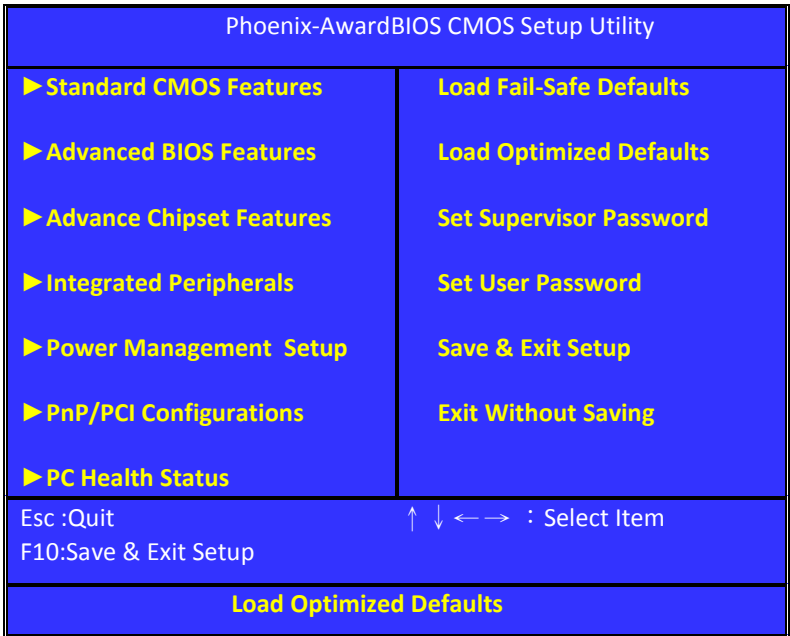 Phoenix-AwardBIOS CMOS Setup Utility
►Standard CMOS Features
►Advanced BIOS Features
►Advance Chipset Features
►Integrated Peripherals
►Power Management  Setup
►PnP/PCI Configurations
►PC Health Status
Load Fail-Safe Defaults
Load Optimized Defaults
Set Supervisor Password
Set User Password
Save & Exit Setup
Exit Without Saving
Esc :Quit
↑ ↓ ←→ ：Select Item
F10:Save & Exit Setup
Load Optimized Defaults